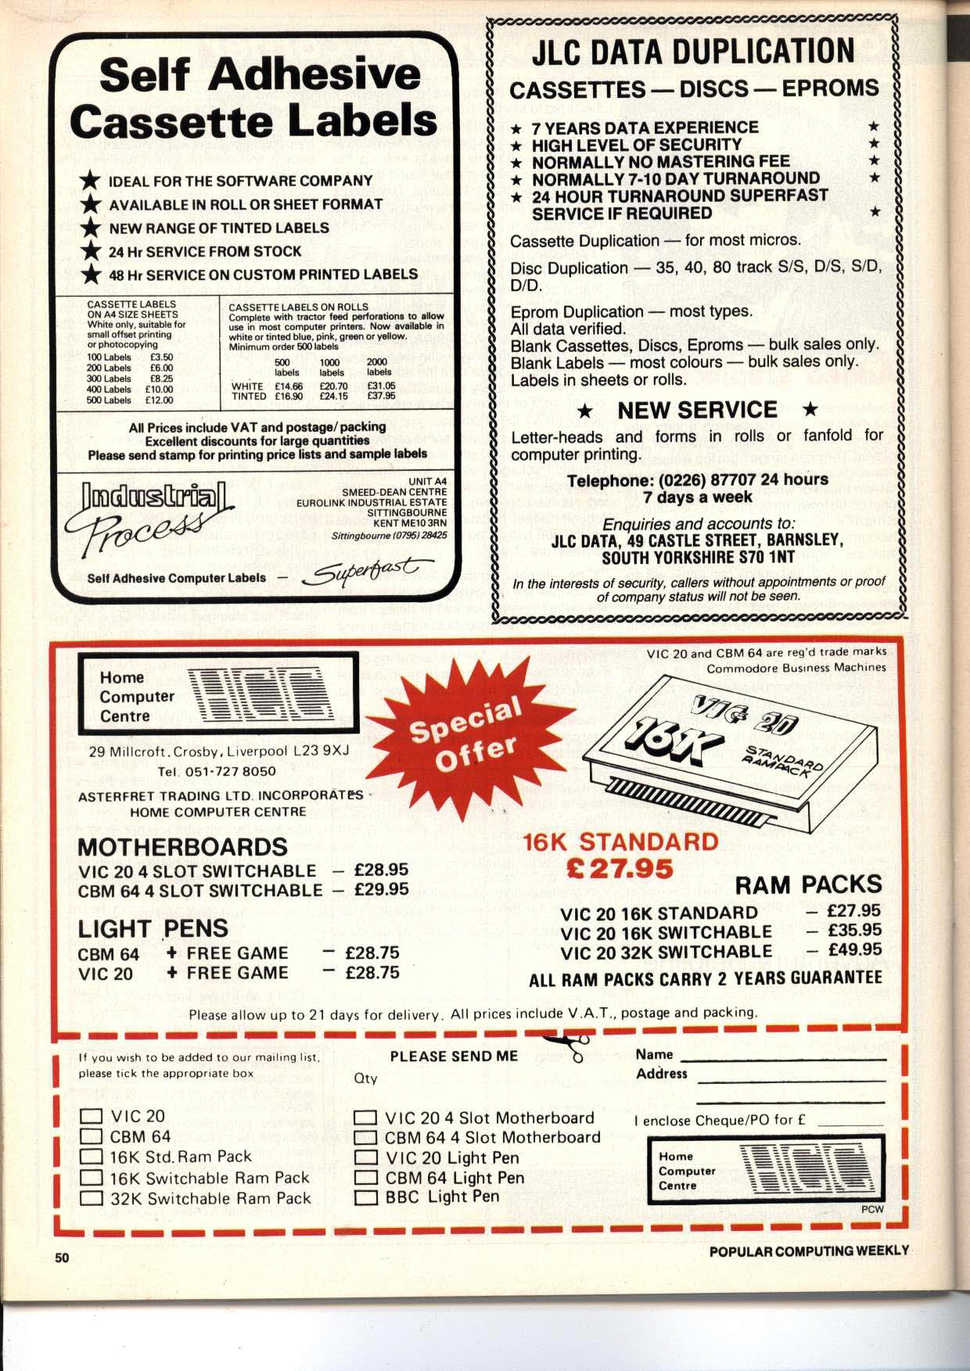 Self Adhesive
Cassette Labels
★ IDEAL FOR THE SOFTWARE COMPANY
★ AVAILABLE IN ROLL OR SHEET FORMAT
★ NEW RANGE OF TINTED LABELS
★ 24 Hr SERVICE FROM STOCK
★ 48 Hr SERVICE ON CUSTOM PRINTED LABELS
CASSETTE LABELS
ON A4 SIZE SHEETS
White only, suitable for
small offset printing
or photocopying
100 Labels £3.50
200 Labels £6.00
300 Labels £8.25
400 Labels £10.00
500 Labels £12.00
CASSETTE LABELS ON ROLLS
Complete with tractor feed perforations to allow
use in most computer printers. Now available in
white or tinted blue, pink, green or yellow.
Minimum order 500 labels
500 1000 2000
labels labels labels
WHITE £14.66 £20.70 £31.05
TINTED £16.90 £24.15 £37.95
All Prices include VAT and postage/packing
Excellent discounts for large quantities
Please send stamp for printing price lists and sample labels
Industrial
Process
UNIT A4
SMEED-DEAN CENTRE
EUROLINK INDUSTRIAL ESTATE
SITTINGBOURNE
KENT ME10 3RN
Sittingbourne (0795) 28425
Self Adhesive Computer Labels — Superfast
JLC DATA DUPLICATION
CASSETTES — DISCS — EPROMS
★ 7 YEARS DATA EXPERIENCE ★
★ HIGH LEVEL OF SECURITY ★
★ NORMALLY NO MASTERING FEE ★
★ NORMALLY 7-10 DAY TURNAROUND ★
★ 24 HOUR TURNAROUND SUPERFAST
SERVICE IF REQUIRED ★
Cassette Duplication — for most micros.
Disc Duplication — 35, 40, 80 track S/S, D/S, S/D,
D/D.
Eprom Duplication — most types.
All data verified.
Blank Cassettes, Discs, Eproms — bulk sales only.
Blank Labels — most colours — bulk sales only.
Labels in sheets or rolls.
★ NEW SERVICE ★
Letter-heads and forms in rolls or fanfold for
computer printing.
Telephone: (0226) 87707 24 hours
7 days a week
Enquiries and accounts to:
JLC DATA, 49 CASTLE STREET, BARNSLEY,
SOUTH YORKSHIRE S70 1NT
In the interests of security, callers without appointments or proof
of company status will not be seen.
Home
Computer
Centre
HCC
29 Millcroft. Crosby, Liverpool L23 9XJ
Tel. 051-727 8050
ASTERFRET TRADING LTD. INCORPORATES
HOME COMPUTER CENTRE
Special
Offer
VIC 20 and CBM 64 are reg'd trade marks
Commodore Business Machines
VIC 20
16K
STANDARD
RAMPACK
16K STANDARD
£27.95
MOTHERBOARDS
VIC 20 4 SLOT SWITCHABLE — £28.95
CBM 64 4 SLOT SWITCHABLE — £29.95
LIGHT PENS
CBM 64 + FREE GAME — £28.75
VIC 20 + FREE GAME — £28.75
RAM PACKS
VIC 20 16K STANDARD — £27.95
VIC 20 16K SWITCHABLE — £35.95
VIC 20 32K SWITCHABLE — £49.95
ALL RAM PACKS CARRY 2 YEARS GUARANTEE
Please allow up to 21 days for delivery. All prices include V.A.T., postage and packing.
If you wish to be added to our mailing list,
please tick the appropriate box
VIC 20
CBM 64
16K Std. Ram Pack
16K Switchable Ram Pack
32K Switchable Ram Pack
PLEASE SEND ME
Qty
VIC 20 4 Slot Motherboard
CBM 64 4 Slot Motherboard
VIC 20 Light Pen
CBM 64 Light Pen
BBC Light Pen
Name
Address
I enclose Cheque/PO for £
Home
Computer
Centre
HCC
PCW
50
POPULAR COMPUTING WEEKLY